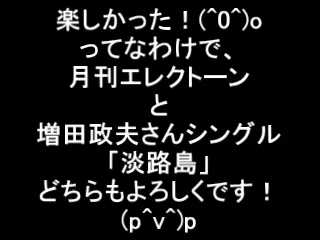 楽しかった！(^0^)o
ってなわけで、
月刊エレクトーン
と
増田政夫さんシングル
「淡路島」
どちらもよろしくです！
(p^v^)p